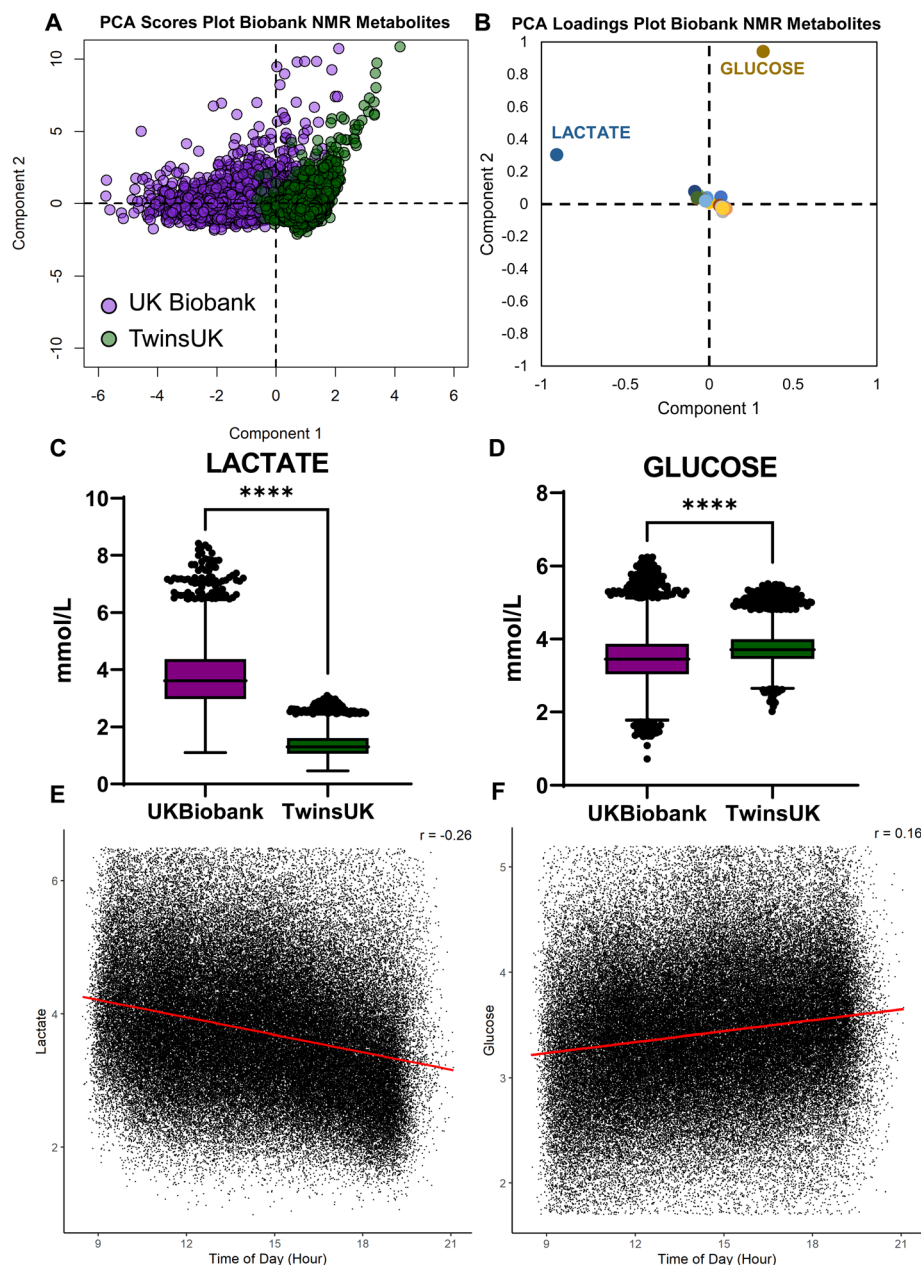 A
PCA Scores Plot Biobank NMR Metabolites
Component 2
10
5
0
-5
-10
UK Biobank
TwinsUK
-6
-4
-2
0
2
4
6
Component 1
B
PCA Loadings Plot Biobank NMR Metabolites
Component 2
1
0.8
0.6
0.4
0.2
0
-0.2
-0.4
-0.6
-0.8
-1
GLUCOSE
LACTATE
-1
-0.5
0
0.5
1
Component 1
C
LACTATE
****
mmol/L
10
8
6
4
2
0
UKBiobank
TwinsUK
D
GLUCOSE
****
mmol/L
8
6
4
2
0
UKBiobank
TwinsUK
E
r = -0.26
Lactate
6
4
2
9
12
15
18
21
Time of Day (Hour)
F
r = 0.16
Glucose
5
4
3
2
9
12
15
18
21
Time of Day (Hour)